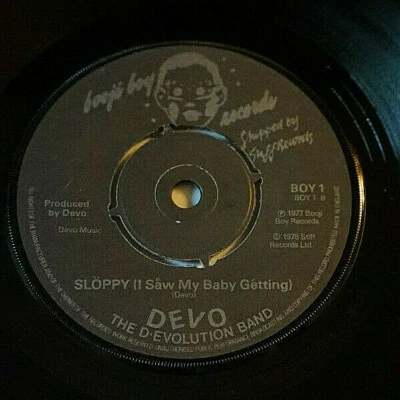 booji boy
records
Shipped by
Stiff Records
Produced
by Devo
Devo Music
BOY 1
BOY 1-B
℗ 1977 Booji
Boy Records
© 1978 Stiff
Records Ltd.
SLÖPPY (I Såw My Baby Gétting)
(Devo)
DEVO
THE D·EVOLUTION BAND